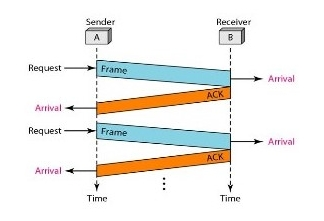 Sender Receiver
A B
Request Frame
Arrival
ACK
Arrival
Request Frame
Arrival
ACK
Arrival
Time Time